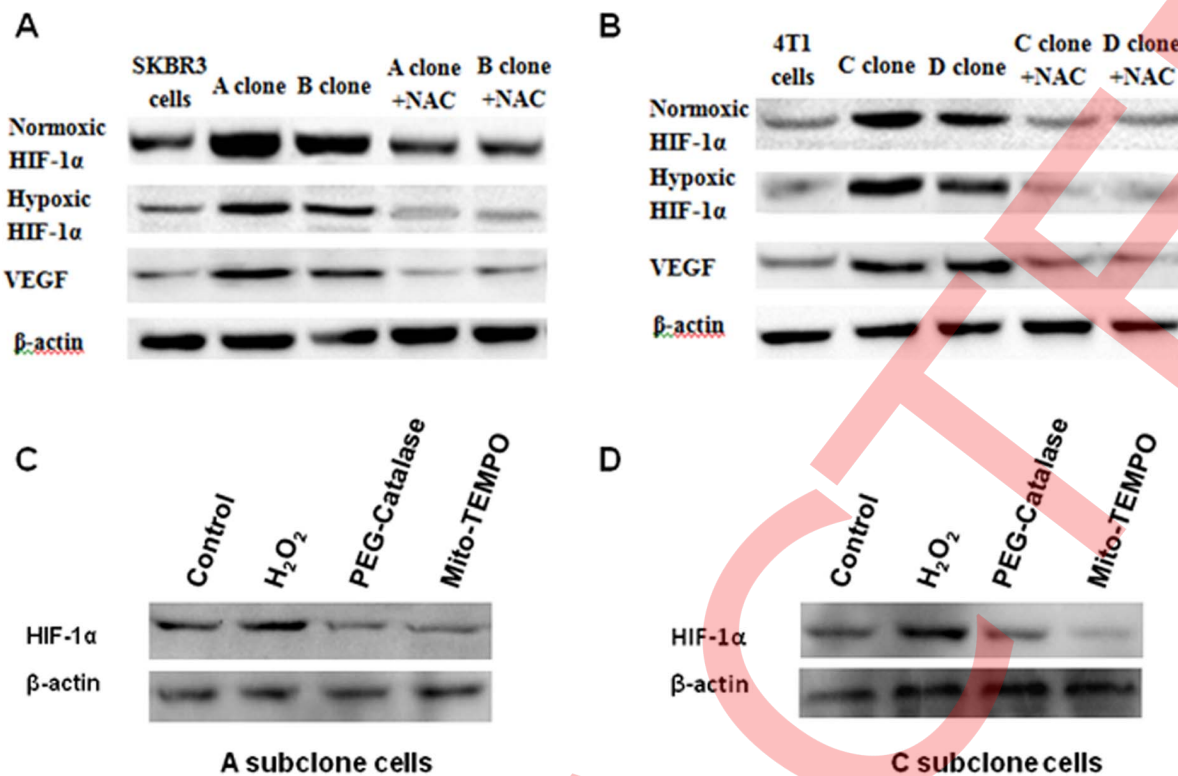 A
SKBR3
cells
A clone
B clone
A clone
+NAC
B clone
+NAC
Normoxic
HIF-1α
Hypoxic
HIF-1α
VEGF
β-actin
B
4T1
cells
C clone
D clone
C clone
+NAC
D clone
+NAC
Normoxic
HIF-1α
Hypoxic
HIF-1α
VEGF
β-actin
C
Control
H₂O₂
PEG-Catalase
Mito-TEMPO
HIF-1α
β-actin
A subclone cells
D
Control
H₂O₂
PEG-Catalase
Mito-TEMPO
HIF-1α
β-actin
C subclone cells